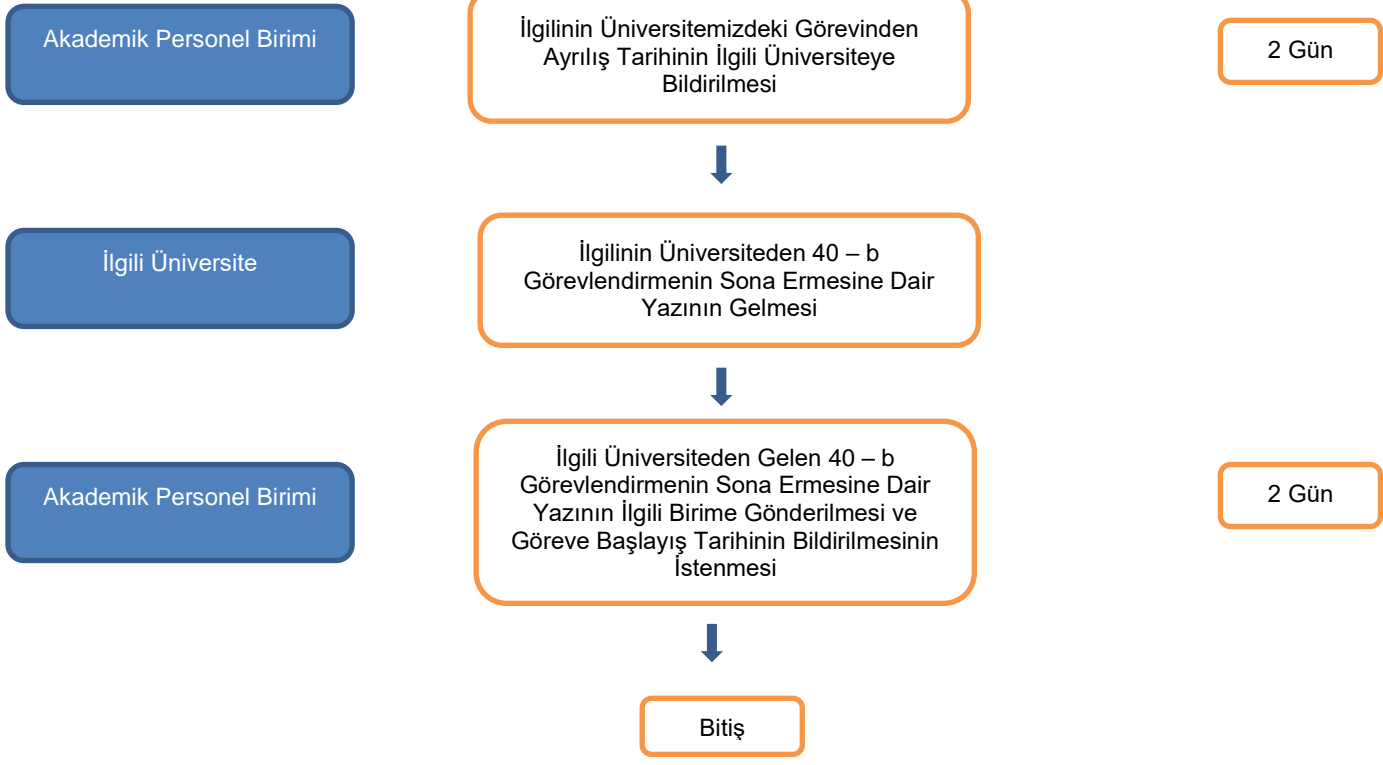 Akademik Personel Birimi
İlgilinin Üniversitemizdeki Görevinden
Ayrılış Tarihinin İlgili Üniversiteye
Bildirilmesi
2 Gün
İlgili Üniversite
İlgilinin Üniversiteden 40 – b
Görevlendirmenin Sona Ermesine Dair
Yazının Gelmesi
Akademik Personel Birimi
İlgili Üniversiteden Gelen 40 – b
Görevlendirmenin Sona Ermesine Dair
Yazının İlgili Birime Gönderilmesi ve
Göreve Başlayış Tarihinin Bildirilmesinin
İstenmesi
2 Gün
Bitiş